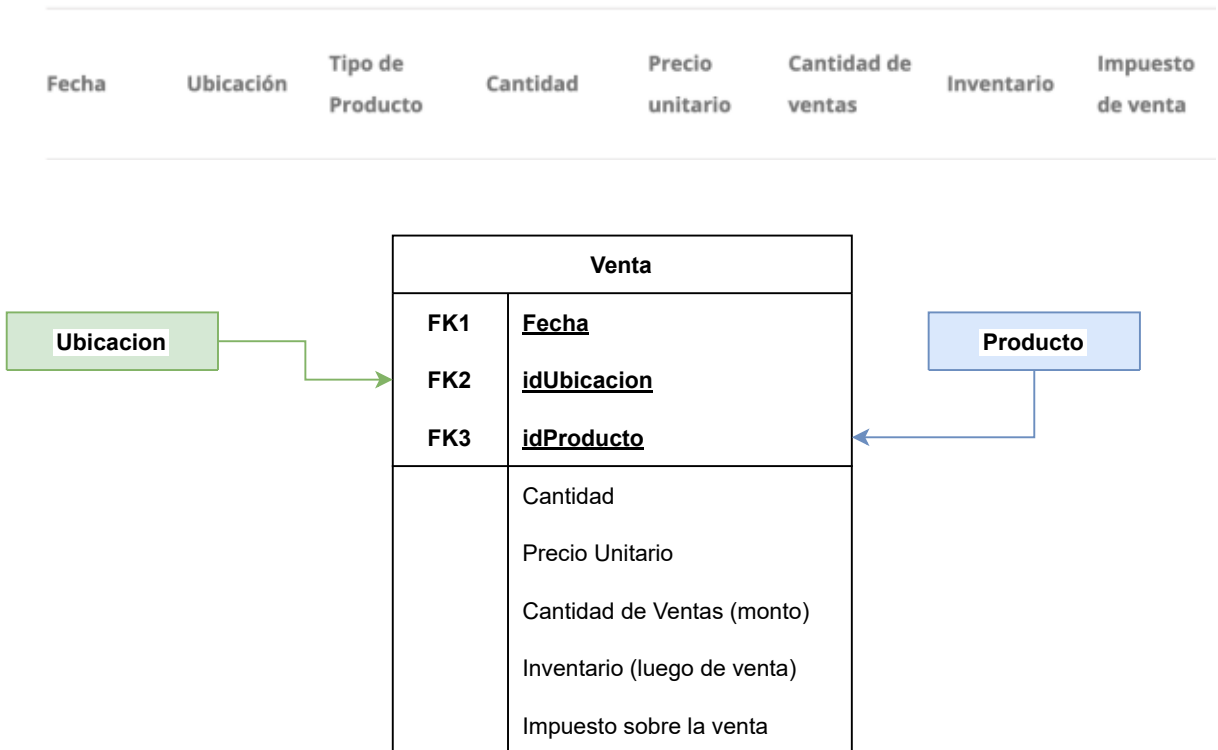 Fecha
Ubicación
Tipo de
Producto
Cantidad
Precio
unitario
Cantidad de
ventas
Inventario
Impuesto
de venta
Venta
Ubicacion
Producto
FK1 Fecha
FK2 idUbicacion
FK3 idProducto
Cantidad
Precio Unitario
Cantidad de Ventas (monto)
Inventario (luego de venta)
Impuesto sobre la venta